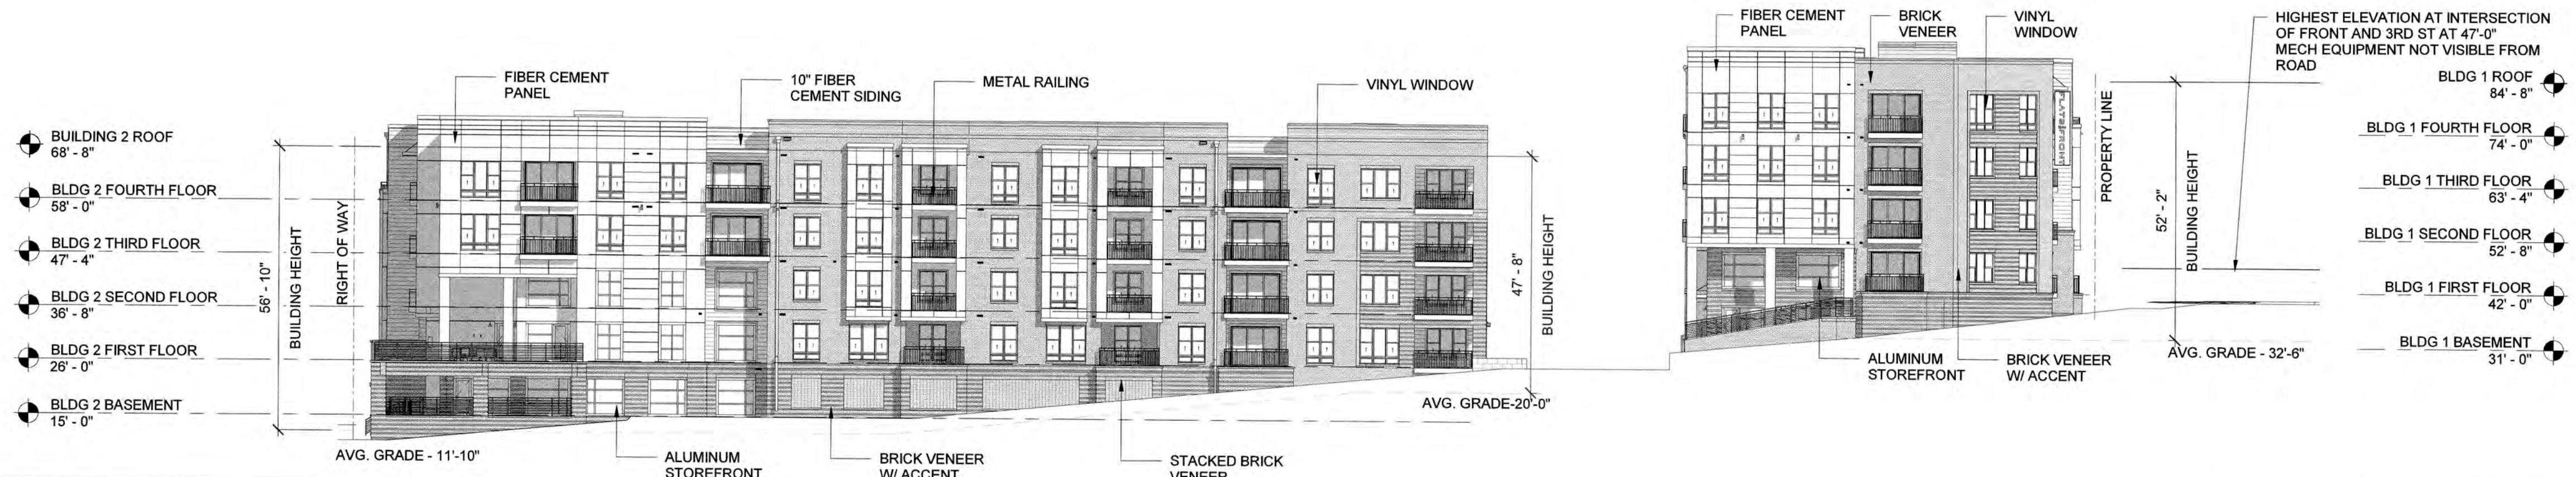 FIBER CEMENT
PANEL
10" FIBER
CEMENT SIDING
METAL RAILING
VINYL WINDOW
BUILDING 2 ROOF
68' - 8"
BLDG 2 FOURTH FLOOR
58' - 0"
BLDG 2 THIRD FLOOR
47' - 4"
BLDG 2 SECOND FLOOR
36' - 8"
BLDG 2 FIRST FLOOR
26' - 0"
BLDG 2 BASEMENT
15' - 0"
56' - 10"
BUILDING HEIGHT
RIGHT OF WAY
AVG. GRADE - 11'-10"
ALUMINUM
STOREFRONT
BRICK VENEER
W/ ACCENT
STACKED BRICK
VENEER
47' - 8"
BUILDING HEIGHT
AVG. GRADE-20'-0"
FIBER CEMENT
PANEL
BRICK
VENEER
VINYL
WINDOW
HIGHEST ELEVATION AT INTERSECTION
OF FRONT AND 3RD ST AT 47'-0"
MECH EQUIPMENT NOT VISIBLE FROM
ROAD
FLATS@FRONT
PROPERTY LINE
52' - 2"
BUILDING HEIGHT
BLDG 1 ROOF
84' - 8"
BLDG 1 FOURTH FLOOR
74' - 0"
BLDG 1 THIRD FLOOR
63' - 4"
BLDG 1 SECOND FLOOR
52' - 8"
BLDG 1 FIRST FLOOR
42' - 0"
BLDG 1 BASEMENT
31' - 0"
AVG. GRADE - 32'-6"
ALUMINUM
STOREFRONT
BRICK VENEER
W/ ACCENT